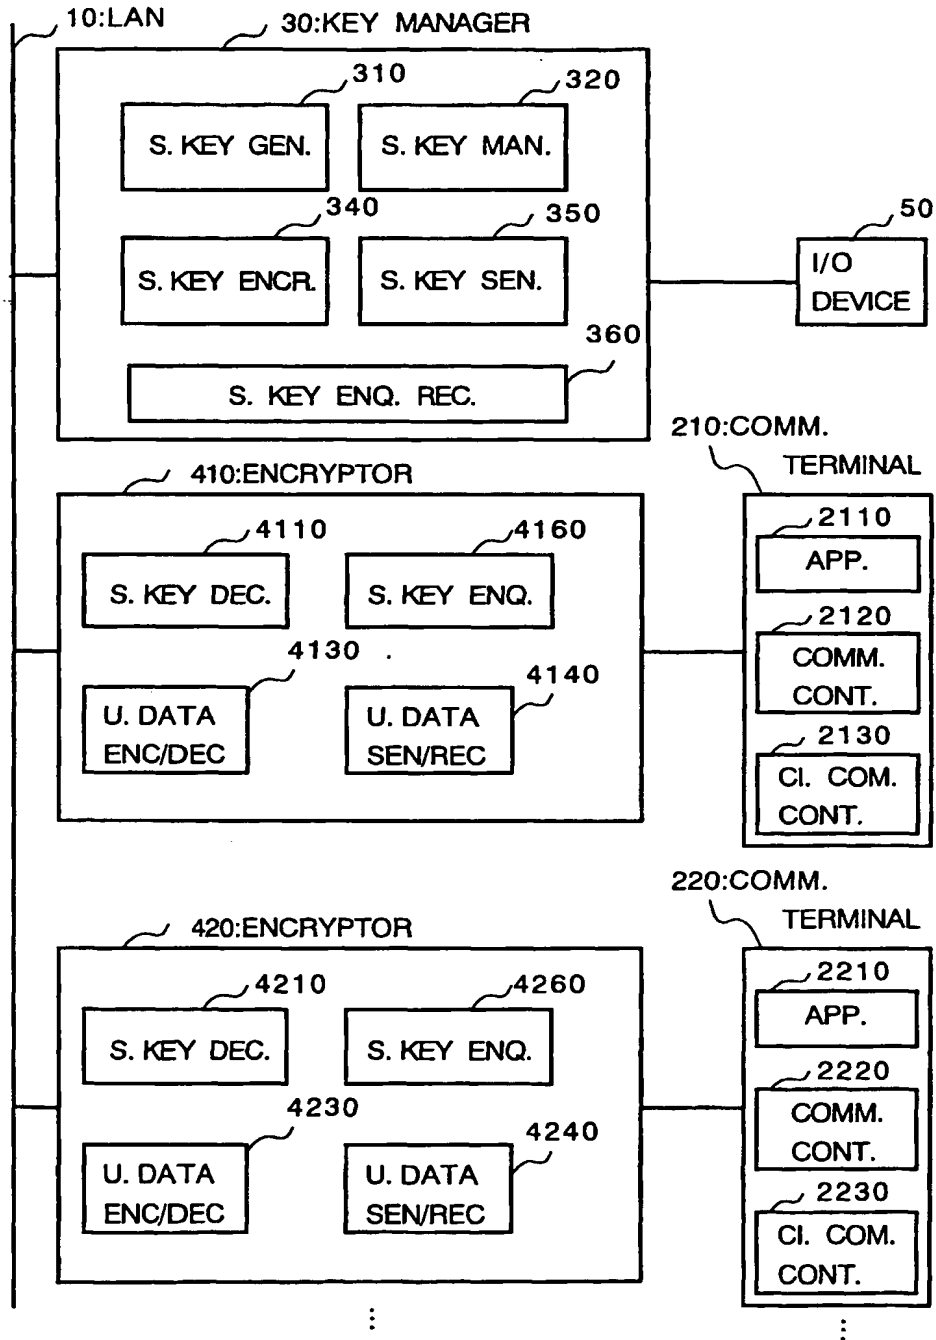 10:LAN
30:KEY MANAGER
310
320
S. KEY GEN.
S. KEY MAN.
340
350
S. KEY ENCR.
S. KEY SEN.
50
I/O
DEVICE
360
S. KEY ENQ. REC.
210:COMM.
TERMINAL
410:ENCRYPTOR
4110
4160
S. KEY DEC.
S. KEY ENQ.
4130
4140
U. DATA
ENC/DEC
U. DATA
SEN/REC
2110
APP.
2120
COMM.
CONT.
2130
CI. COM.
CONT.
220:COMM.
TERMINAL
420:ENCRYPTOR
4210
4260
S. KEY DEC.
S. KEY ENQ.
4230
4240
U. DATA
ENC/DEC
U. DATA
SEN/REC
2210
APP.
2220
COMM.
CONT.
2230
CI. COM.
CONT.